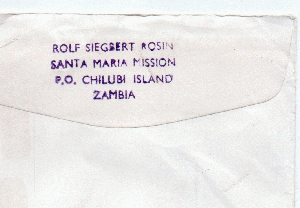 ROLF SIEGBERT ROSIN
SANTA MARIA MISSION
P.O. CHILUBI ISLAND
ZAMBIA